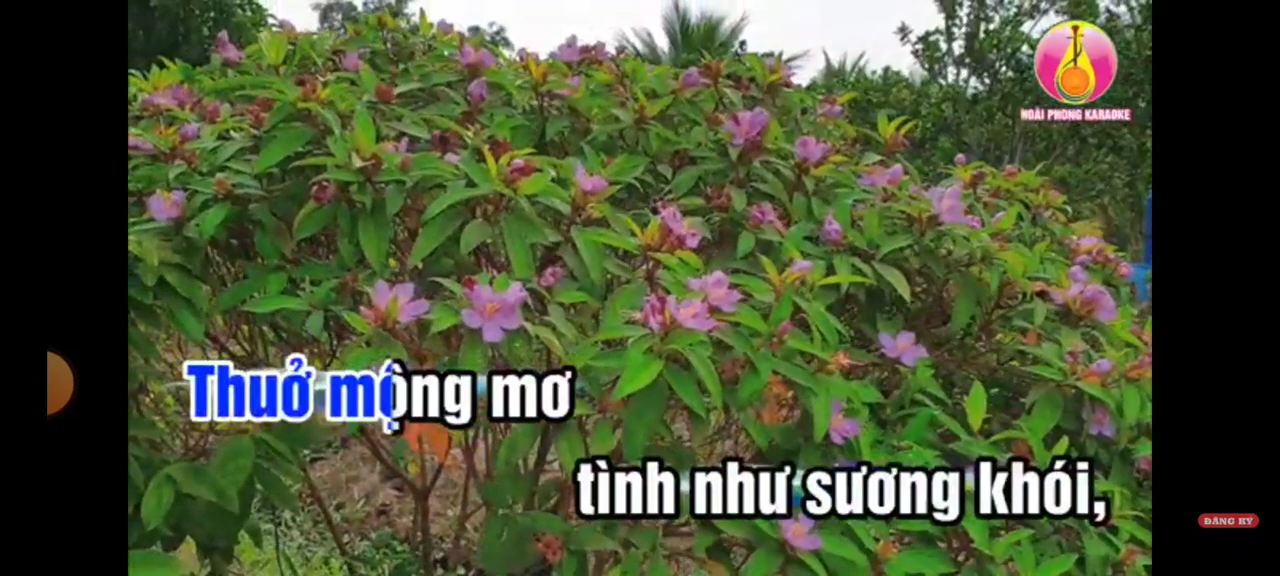 HOÀI PHONG KARAOKE
Thuở mộng mơ
tình như sương khói,
ĐĂNG KÝ